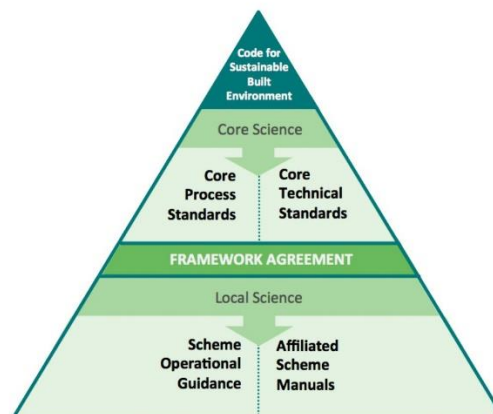 Code for
Sustainable
Built
Environment
Core Science
Core
Process
Standards
Core
Technical
Standards
FRAMEWORK AGREEMENT
Local Science
Scheme
Operational
Guidance
Affiliated
Scheme
Manuals